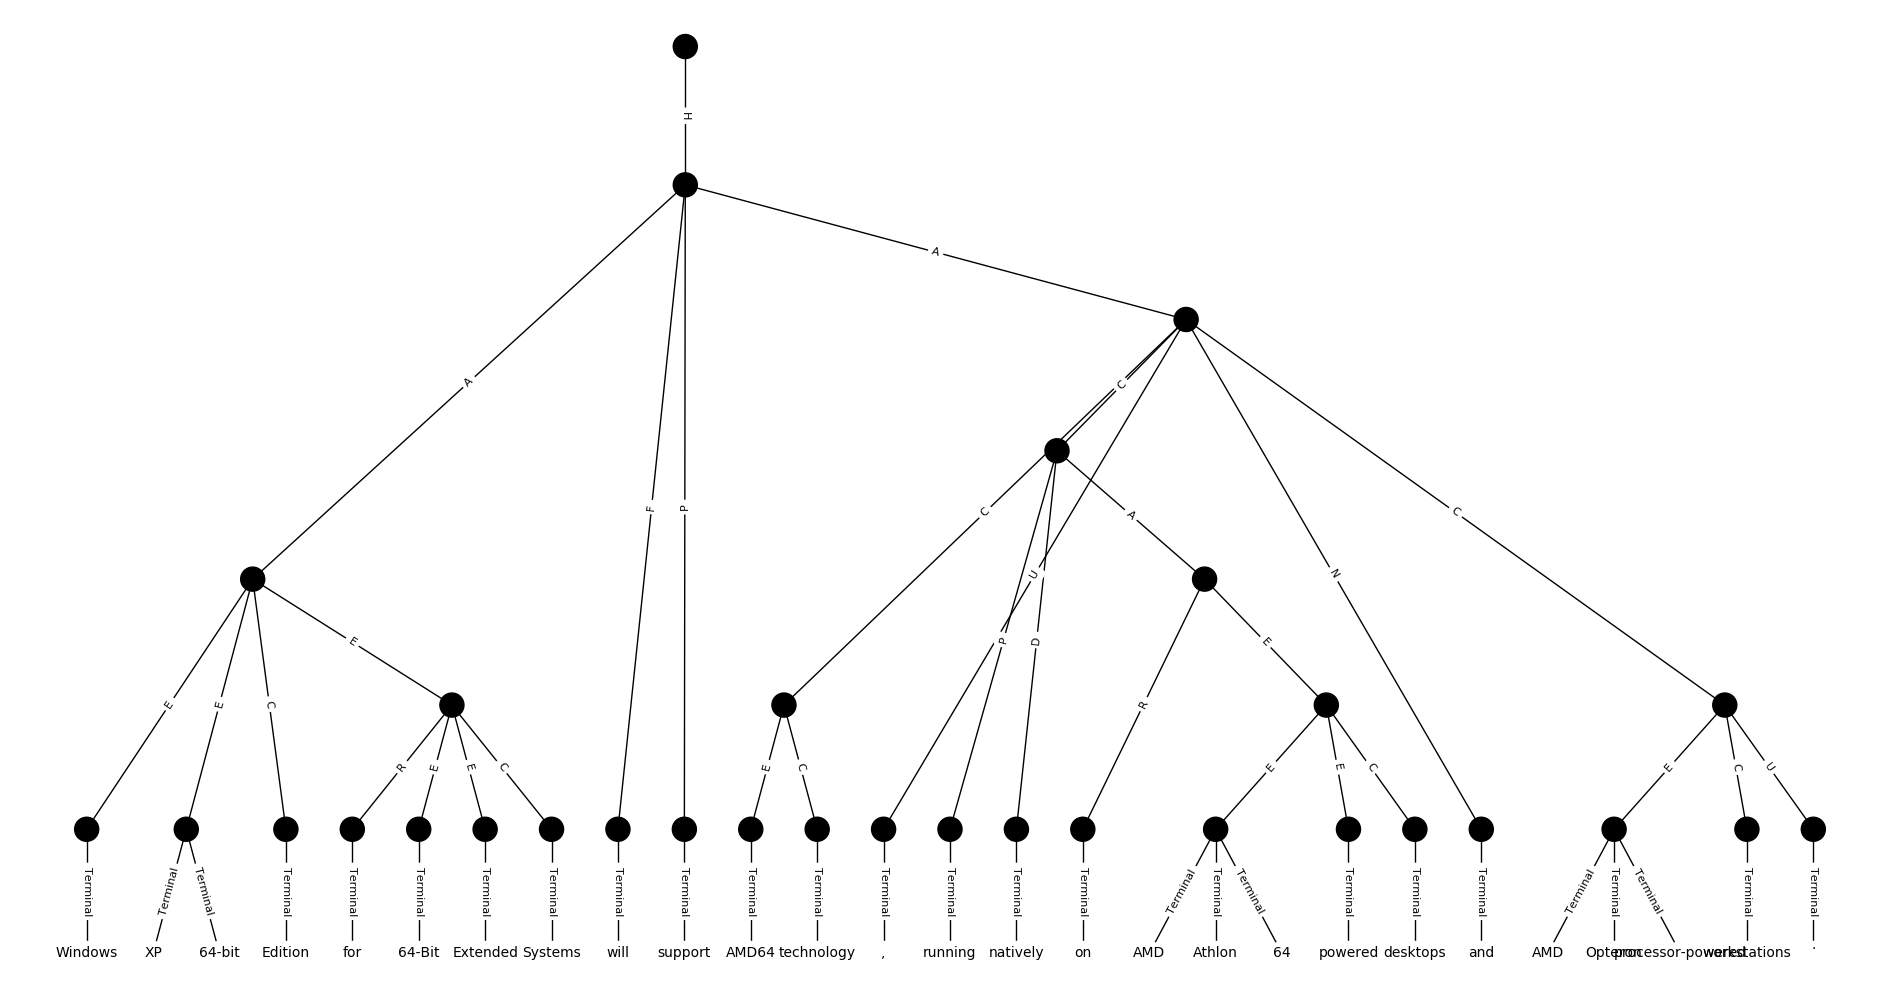 H
A
A
C
F
P
C
A
C
U
N
E
P
D
E
E
E
C
R
R
E
E
C
E
C
E
E
C
E
C
U
Terminal Terminal Terminal Terminal Terminal Terminal Terminal Terminal Terminal Terminal Terminal Terminal Terminal Terminal Terminal Terminal Terminal Terminal Terminal Terminal Terminal Terminal Terminal Terminal Terminal Terminal Terminal
Windows XP 64-bit Edition for 64-Bit Extended Systems will support AMD64 technology , running natively on AMD Athlon 64 powered desktops and AMD Opteron processor-powered workstations .